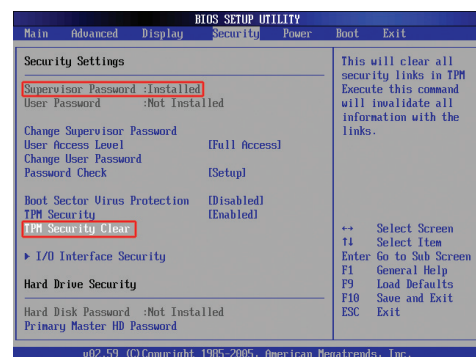 BIOS SETUP UTILITY
Main Advanced Display Security Power Boot Exit
Security Settings
Supervisor Password :Installed
User Password :Not Installed
Change Supervisor Password
User Access Level [Full Access]
Change User Password
Password Check [Setup]
Boot Sector Virus Protection [Disabled]
TPM Security [Enabled]
TPM Security Clear
▶ I/O Interface Security
Hard Drive Security
Hard Disk Password :Not Installed
Primary Master HD Password
This will clear all
security links in TPM
Execute this command
will invalidate all
information with the
links.
↔ Select Screen
↑↓ Select Item
Enter Go to Sub Screen
F1 General Help
F9 Load Defaults
F10 Save and Exit
ESC Exit
v02.59 (C)Copyright 1985-2005, American Megatrends, Inc.